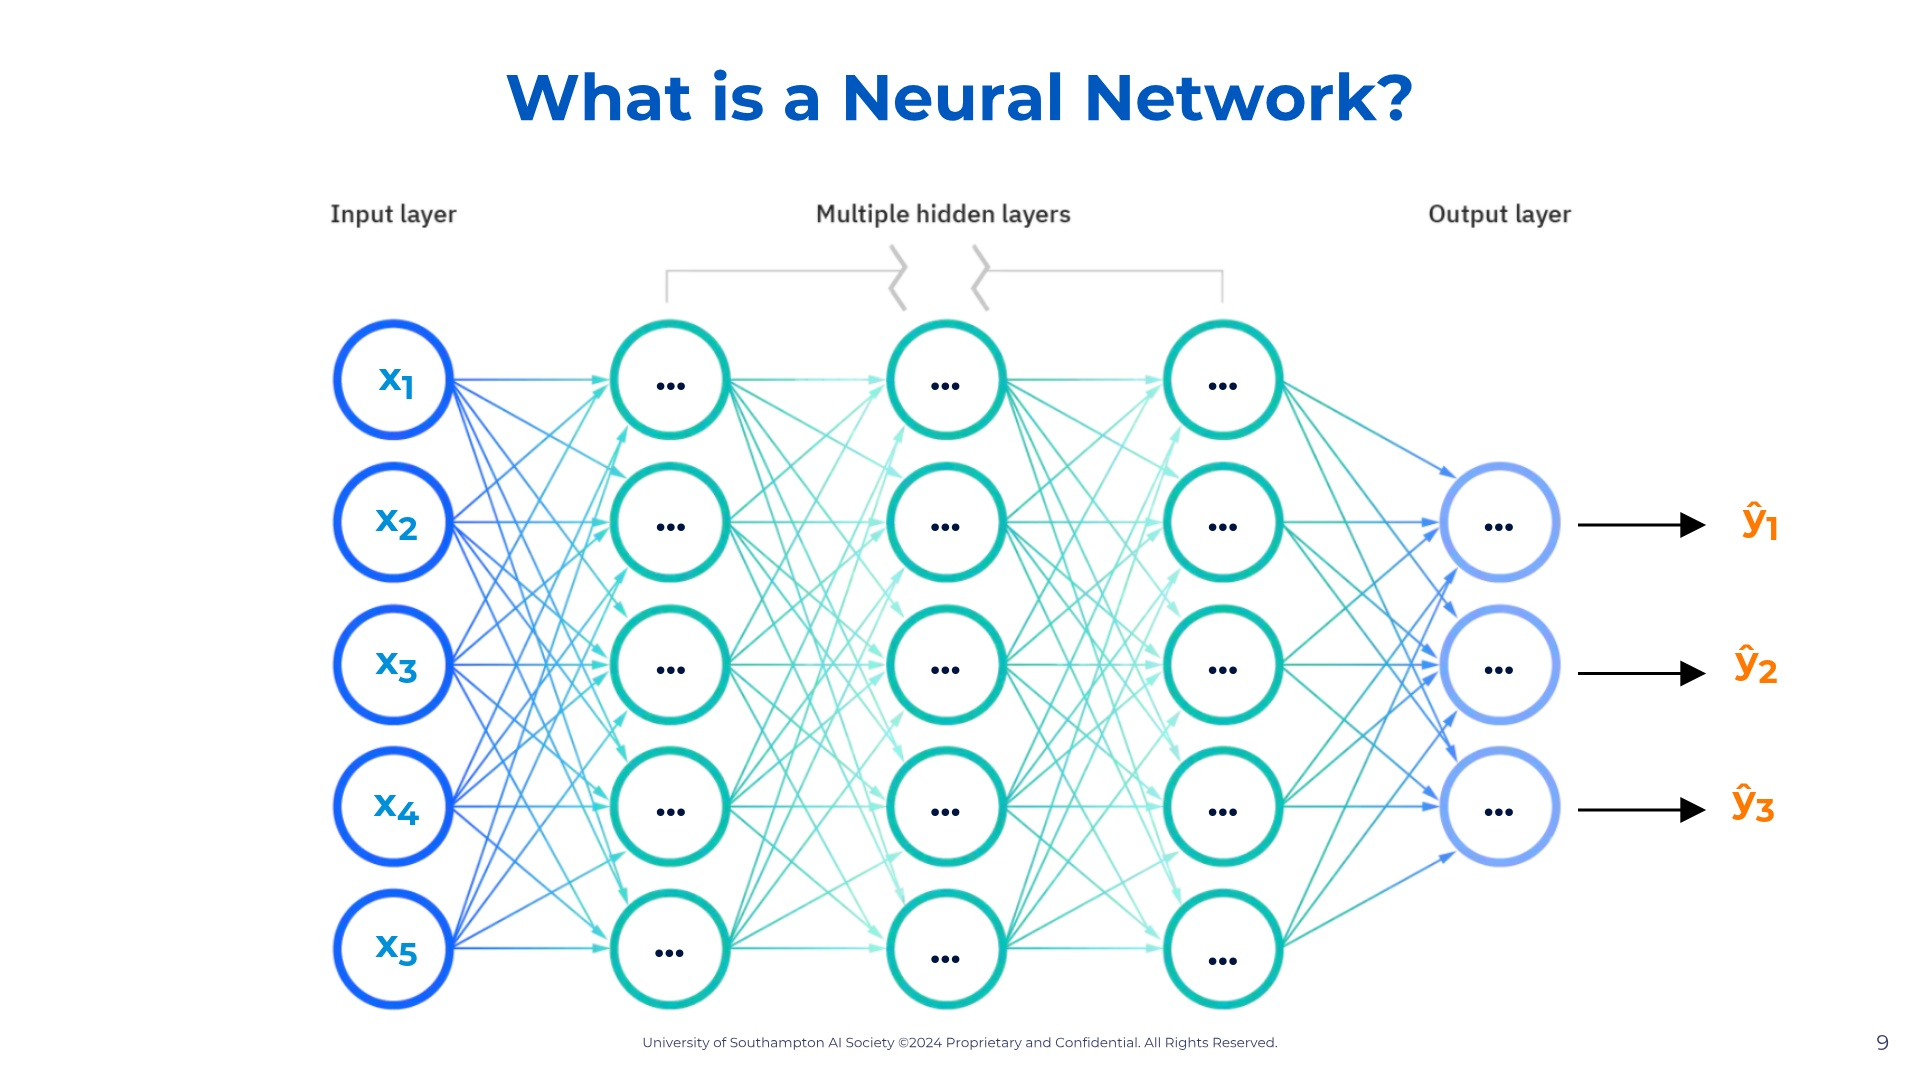 What is a Neural Network?
Input layer
Multiple hidden layers
Output layer
x₁ ... ... ...
x₂ ... ... ... ... ŷ₁
x₃ ... ... ... ... ŷ₂
x₄ ... ... ... ... ŷ₃
x₅ ... ... ...
University of Southampton AI Society ©2024 Proprietary and Confidential. All Rights Reserved.
9